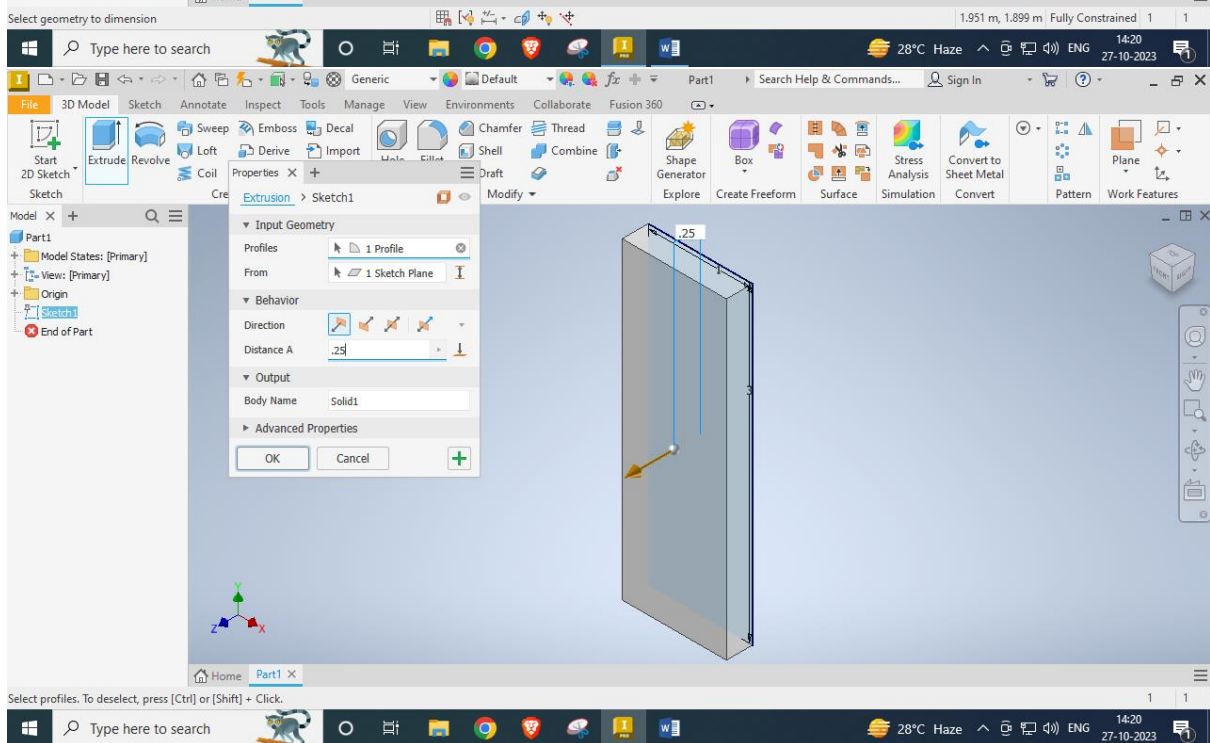 Home
Select geometry to dimension
1.951 m, 1.899 m Fully Constrained 1 1
Type here to search
28°C Haze ENG
14:20
27-10-2023
Generic Default fx Part1 Search Help & Commands... Sign In
File 3D Model Sketch Annotate Inspect Tools Manage View Environments Collaborate Fusion 360
Start
2D Sketch
Extrude
Revolve
Sweep Emboss Decal
Loft Derive Import
Coil
Hole Fillet
Chamfer Thread
Shell Combine
Draft
Shape
Generator
Box
Stress
Analysis
Convert to
Sheet Metal
Plane
Sketch Cre Modify Explore Create Freeform Surface Simulation Convert Pattern Work Features
Properties × +
Extrusion > Sketch1
Input Geometry
Profiles 1 Profile
From 1 Sketch Plane
Behavior
Direction
Distance A .25
Output
Body Name Solid1
Advanced Properties
OK Cancel
Model × +
Part1
Model States: [Primary]
View: [Primary]
Origin
Sketch1
End of Part
.25
1
3
FRONT
Y
Z
X
Home Part1 ×
Select profiles. To deselect, press [Ctrl] or [Shift] + Click.
1 1
Type here to search
28°C Haze ENG
14:20
27-10-2023